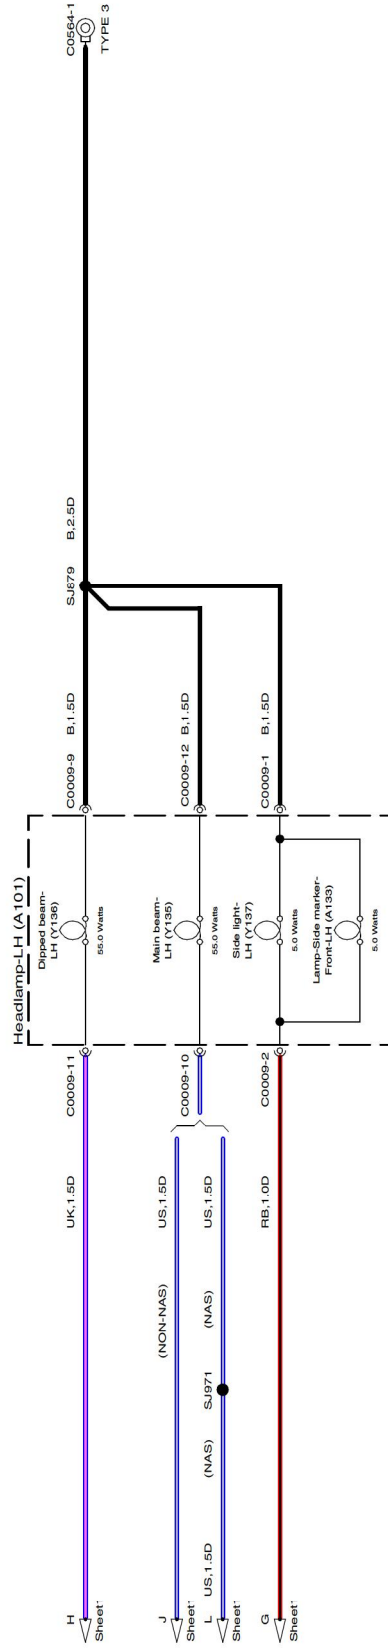 C0564-1
TYPE 3
B,2.5D
SJ879
B,1.5D
B,1.5D
B,1.5D
C0009-9
C0009-12
C0009-1
Headlamp-LH (A101)
Dipped beam-
LH (Y136)
55.0 Watts
Main beam-
LH (Y135)
55.0 Watts
Side light-
LH (Y137)
5.0 Watts
Lamp-Side marker-
Front-LH (A133)
5.0 Watts
C0009-11
C0009-10
C0009-2
UK,1.5D
US,1.5D
US,1.5D
RB,1.0D
(NON-NAS)
(NAS)
SJ971
(NAS)
US,1.5D
H
Sheet
J
Sheet
L
Sheet
G
Sheet